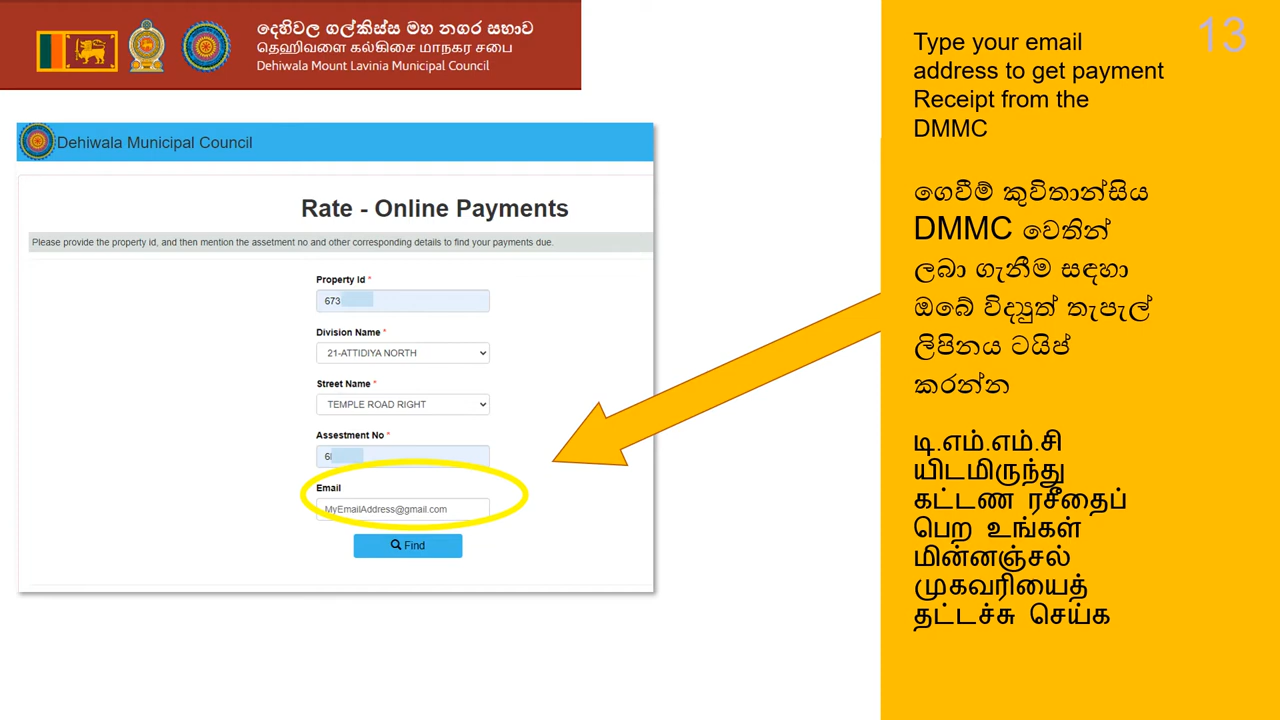 දෙහිවල ගල්කිස්ස මහ නගර සභාව
தெஹிவளை கல்கிசை மாநகர சபை
Dehiwala Mount Lavinia Municipal Council
Dehiwala Municipal Council
Rate - Online Payments
Please provide the property id, and then mention the assetment no and other corresponding details to find your payments due.
Property Id *
673
Division Name *
21-ATTIDIYA NORTH
Street Name *
TEMPLE ROAD RIGHT
Assestment No *
6
Email
MyEmailAddress@gmail.com
Find
13
Type your email
address to get payment
Receipt from the
DMMC
ගෙවීම් කුවිතාන්සිය
DMMC වෙතින්
ලබා ගැනීම සඳහා
ඔබේ විද්‍යුත් තැපැල්
ලිපිනය ටයිප්
කරන්න
டி.எம்.எம்.சி
யிடமிருந்து
கட்டண ரசீதைப்
பெற உங்கள்
மின்னஞ்சல்
முகவரியைத்
தட்டச்சு செய்க